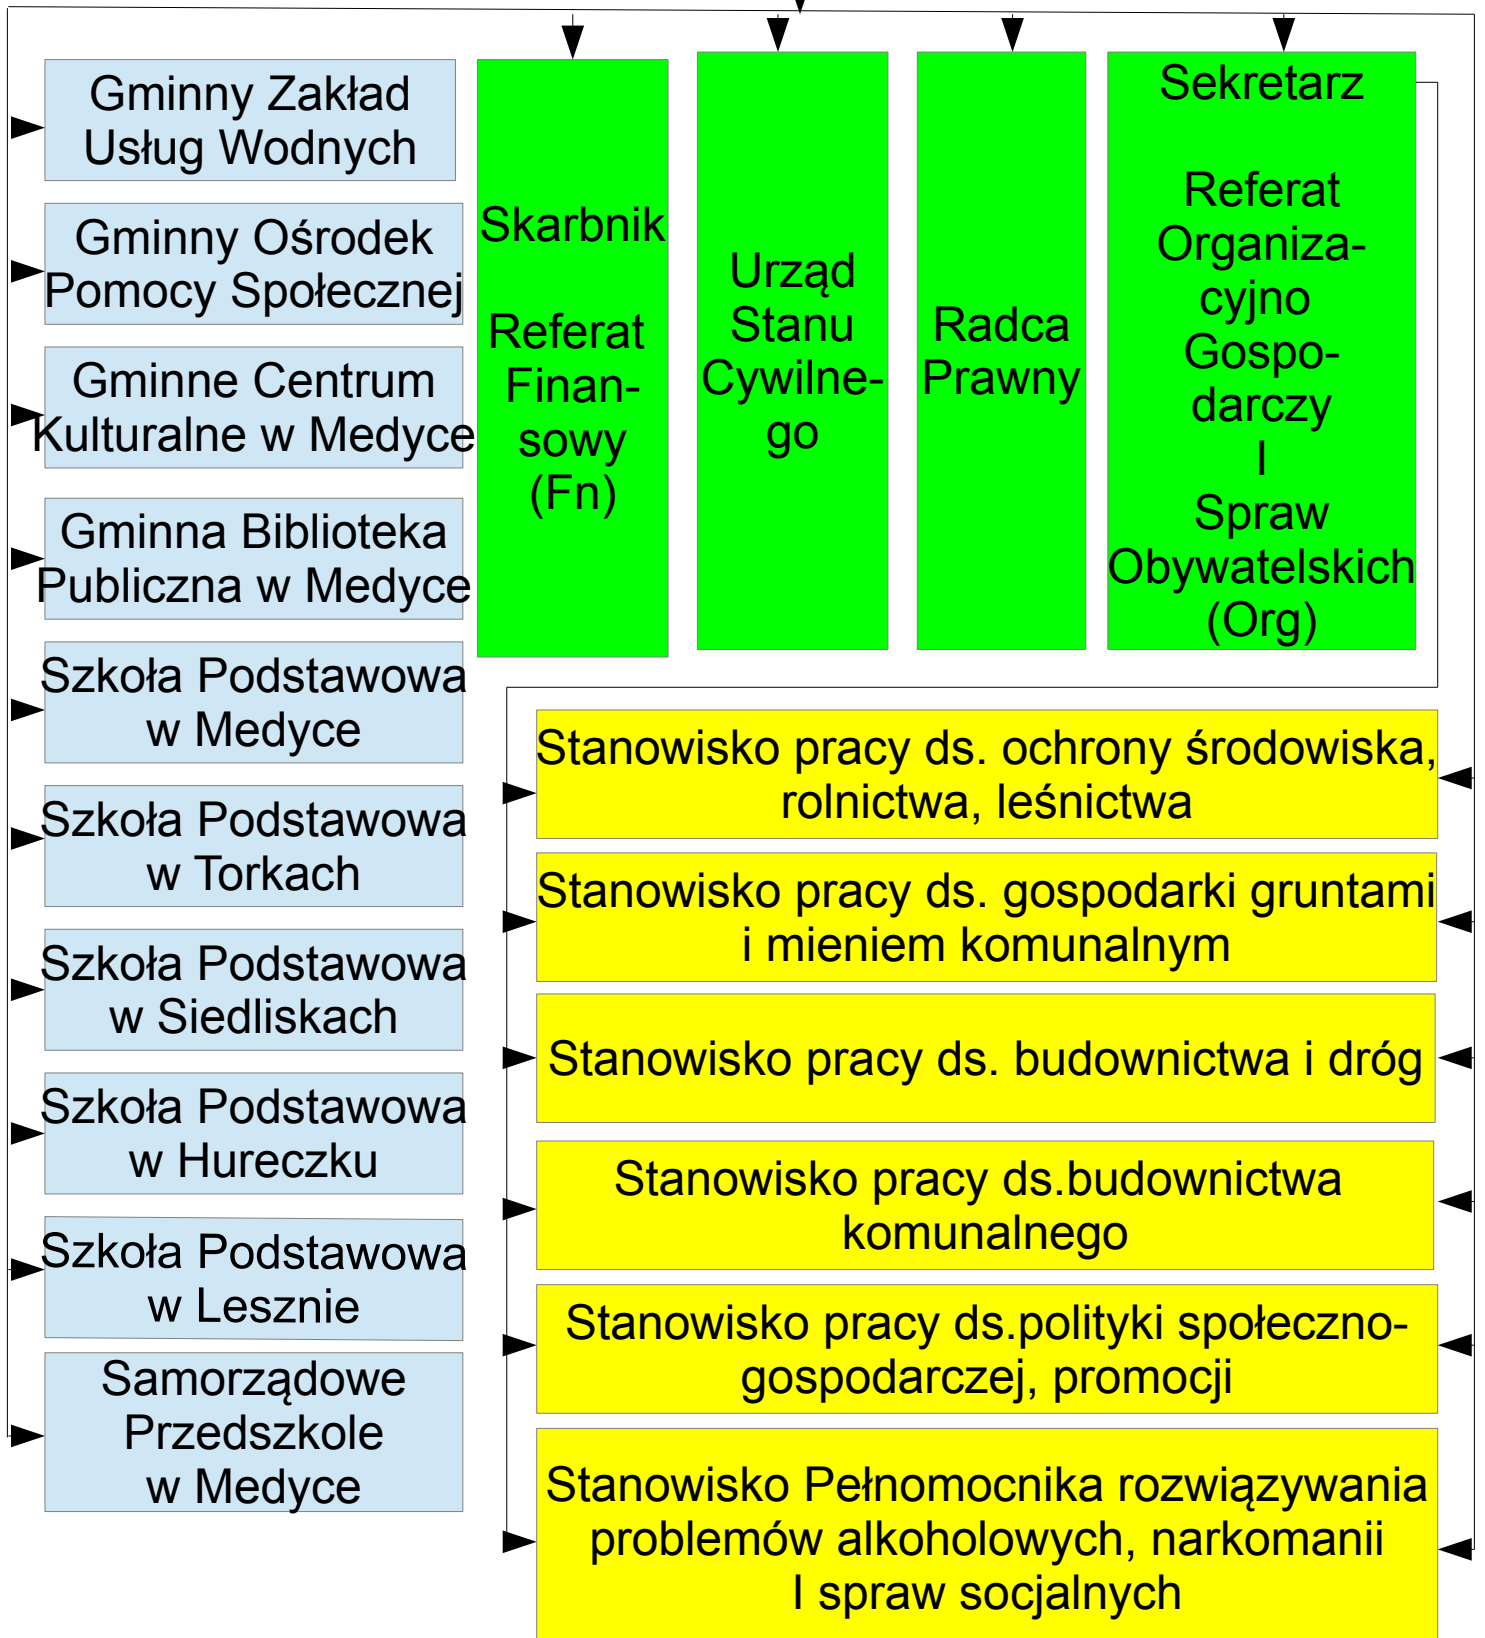 Gminny Zakład
Usług Wodnych
Gminny Ośrodek
Pomocy Społecznej
Gminne Centrum
Kulturalne w Medyce
Gminna Biblioteka
Publiczna w Medyce
Szkoła Podstawowa
w Medyce
Szkoła Podstawowa
w Torkach
Szkoła Podstawowa
w Siedliskach
Szkoła Podstawowa
w Hureczku
Szkoła Podstawowa
w Lesznie
Samorządowe
Przedszkole
w Medyce
Skarbnik
Referat
Finan-
sowy
(Fn)
Urząd
Stanu
Cywilne-
go
Radca
Prawny
Sekretarz
Referat
Organiza-
cyjno
Gospo-
darczy
I
Spraw
Obywatelskich
(Org)
Stanowisko pracy ds. ochrony środowiska,
rolnictwa, leśnictwa
Stanowisko pracy ds. gospodarki gruntami
i mieniem komunalnym
Stanowisko pracy ds. budownictwa i dróg
Stanowisko pracy ds.budownictwa
komunalnego
Stanowisko pracy ds.polityki społeczno-
gospodarczej, promocji
Stanowisko Pełnomocnika rozwiązywania
problemów alkoholowych, narkomanii
I spraw socjalnych